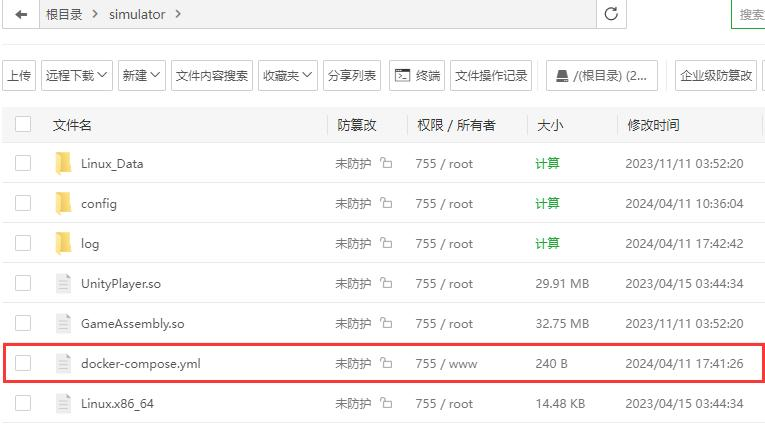 根目录 simulator 搜索
上传 远程下载 新建 文件内容搜索 收藏夹 分享列表 终端 文件操作记录 /(根目录) (2... 企业级防篡改
文件名 防篡改 权限 / 所有者 大小 修改时间
Linux_Data 未防护 755 / root 计算 2023/11/11 03:52:20
config 未防护 755 / root 计算 2024/04/11 10:36:04
log 未防护 755 / root 计算 2024/04/11 17:42:42
UnityPlayer.so 未防护 755 / root 29.91 MB 2023/04/15 03:44:34
GameAssembly.so 未防护 755 / root 32.75 MB 2023/11/11 03:52:20
docker-compose.yml 未防护 755 / www 240 B 2024/04/11 17:41:26
Linux.x86_64 未防护 755 / root 14.48 KB 2023/04/15 03:44:34